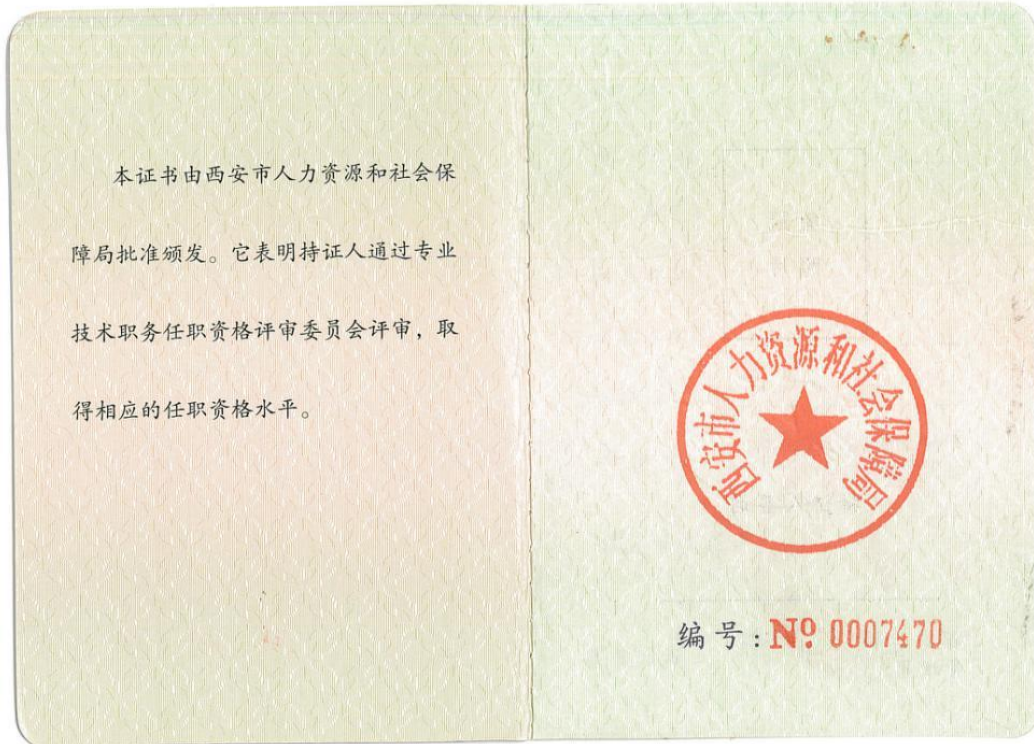 本证书由西安市人力资源和社会保
障局批准颁发。它表明持证人通过专业
技术职务任职资格评审委员会评审，取
得相应的任职资格水平。
西安市人力资源和社会保障局
编号：№ 0007470